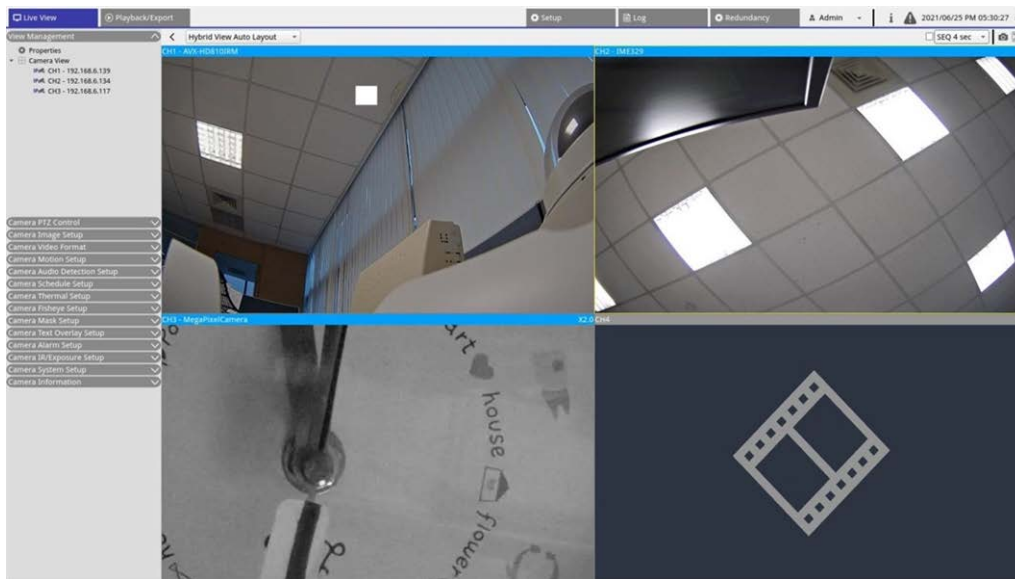 Live View
Playback/Export
Setup
Log
Redundancy
Admin
i
2021/06/25 PM 05:30:27
View Management
Hybrid View Auto Layout
SEQ 4 sec
Properties
Camera View
CH1 - 192.168.6.139
CH2 - 192.168.6.134
CH3 - 192.168.6.117
Camera PTZ Control
Camera Image Setup
Camera Video Format
Camera Motion Setup
Camera Audio Detection Setup
Camera Schedule Setup
Camera Thermal Setup
Camera Fisheye Setup
Camera Mask Setup
Camera Text Overlay Setup
Camera Alarm Setup
Camera IR/Exposure Setup
Camera System Setup
Camera Information
CH1 - AVX-HD810IRM
CH2 - IME329
CH3 - MegaPixelCamera
X2.0
CH4
house
flower